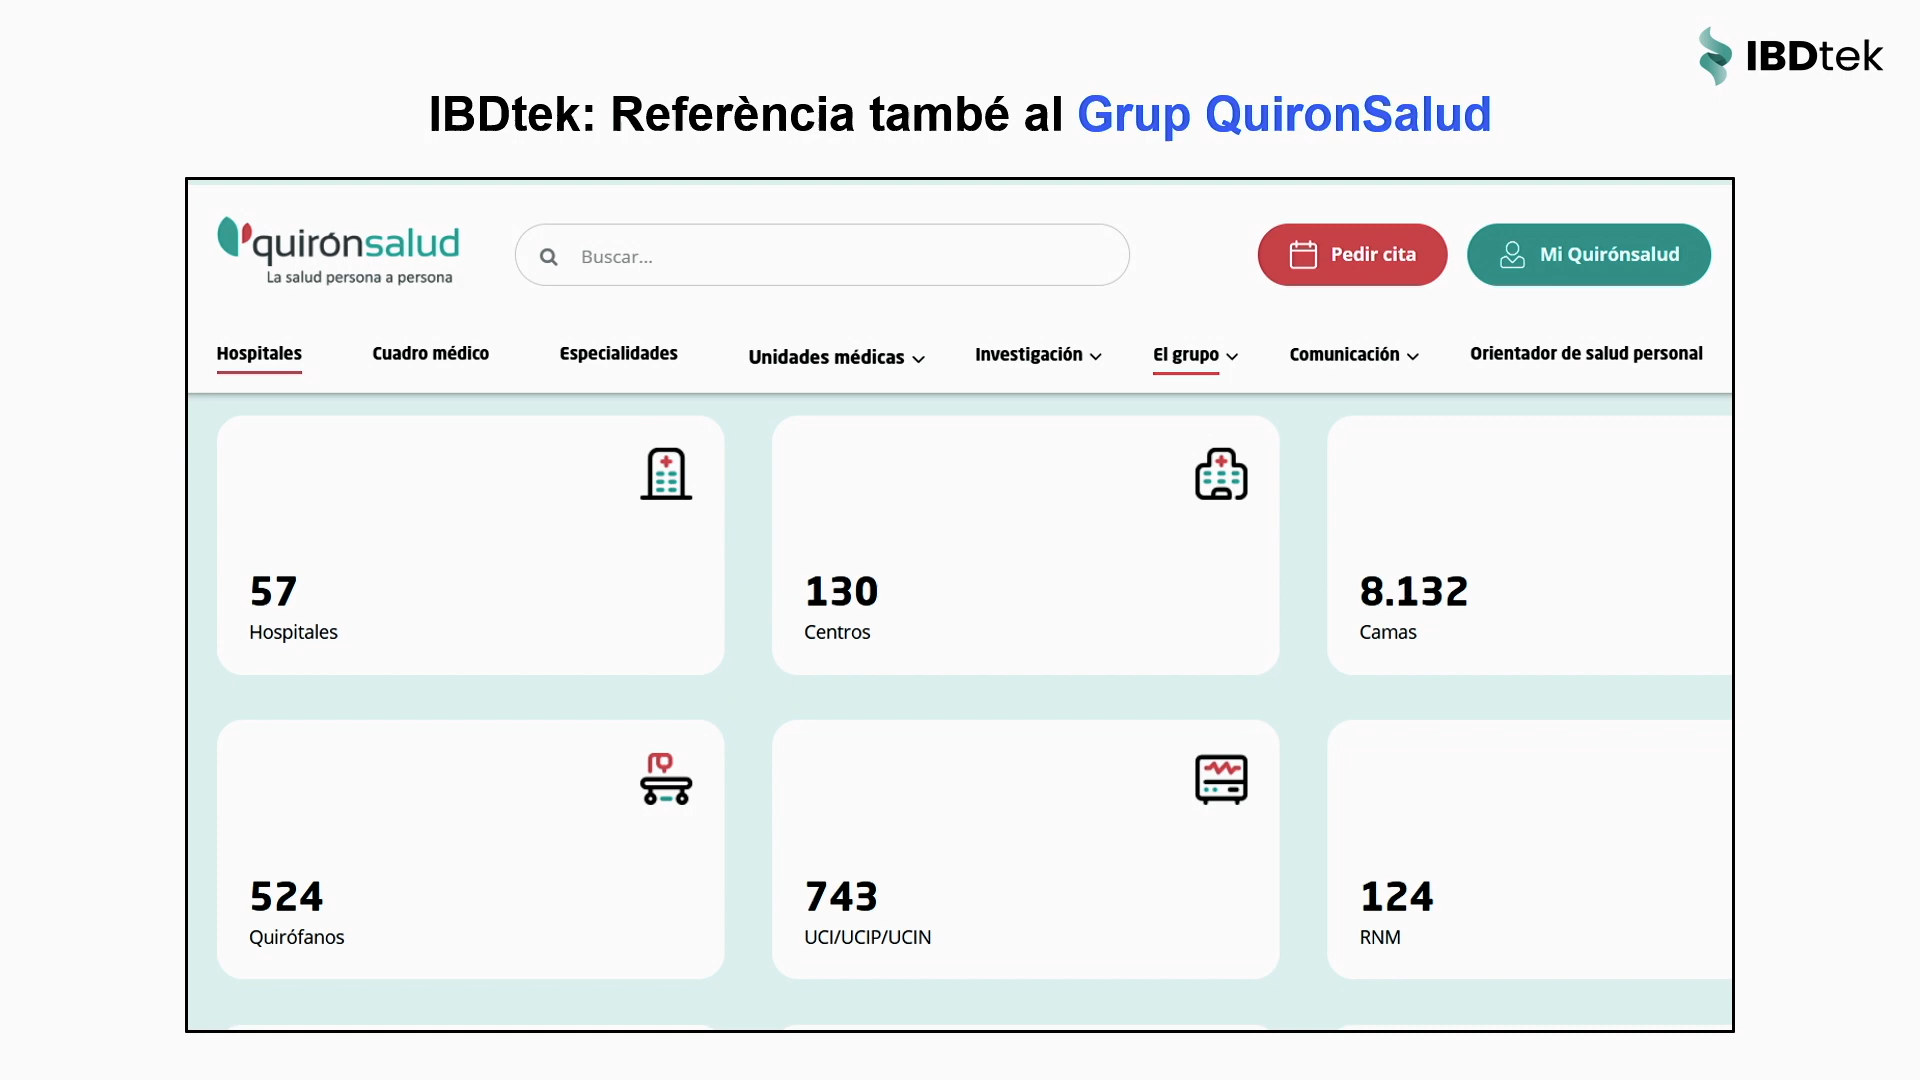 IBDtek
IBDtek: Referència també al Grup QuironSalud
quirónsalud
La salud persona a persona
Buscar...
Pedir cita
Mi Quirónsalud
Hospitales
Cuadro médico
Especialidades
Unidades médicas
Investigación
El grupo
Comunicación
Orientador de salud personal
57
Hospitales
130
Centros
8.132
Camas
524
Quirófanos
743
UCI/UCIP/UCIN
124
RNM